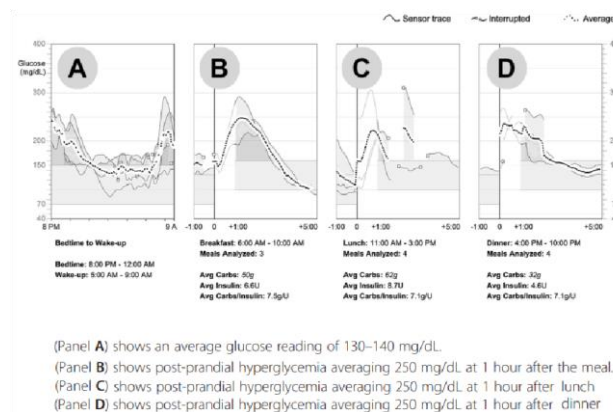 Sensor trace Interrupted Average
Glucose
(mg/dL)
400
300
200
150
70
40
A
B
C
D
400
300
200
150
70
40
8 PM 9 A -1:00 +1:00 +5:00 -1:00 +1:00 +5:00 -1:00 +1:00 +5:00
Bedtime to Wake-up
Bedtime: 8:00 PM - 12:00 AM
Wake-up: 5:00 AM - 9:00 AM
Breakfast: 6:00 AM - 10:00 AM
Meals Analyzed: 3
Avg Carbs: 50g
Avg Insulin: 6.6U
Avg Carbs/Insulin: 7.5g/U
Lunch: 11:00 AM - 3:00 PM
Meals Analyzed: 4
Avg Carbs: 62g
Avg Insulin: 8.7U
Avg Carbs/Insulin: 7.1g/U
Dinner: 4:00 PM - 10:00 PM
Meals Analyzed: 4
Avg Carbs: 32g
Avg Insulin: 4.6U
Avg Carbs/Insulin: 7.1g/U
(Panel A) shows an average glucose reading of 130–140 mg/dL.
(Panel B) shows post-prandial hyperglycemia averaging 250 mg/dL at 1 hour after the meal.
(Panel C) shows post-prandial hyperglycemia averaging 250 mg/dL at 1 hour after lunch
(Panel D) shows post-prandial hyperglycemia averaging 250 mg/dL at 1 hour after dinner